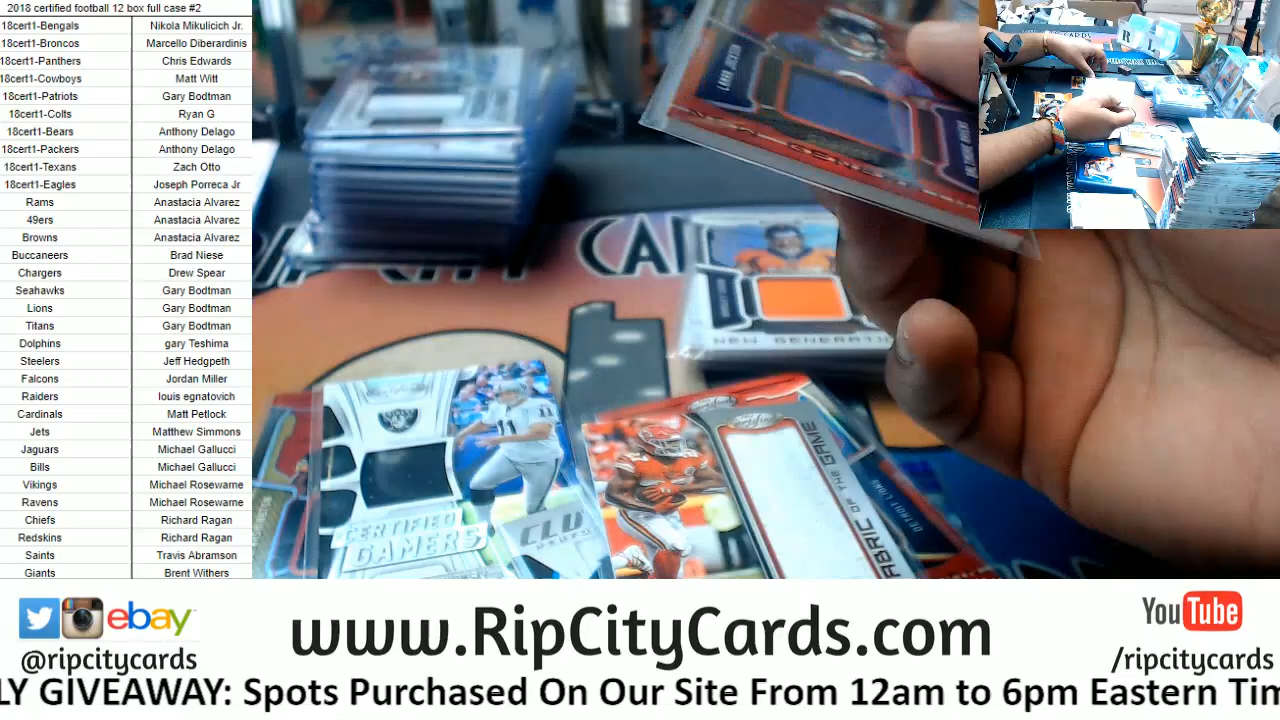 2018 certified football 12 box full case #2
18cert1-Bengals Nikola Mikulicich Jr.
18cert1-Broncos Marcello Diberardinis
18cert1-Panthers Chris Edwards
18cert1-Cowboys Matt Witt
18cert1-Patriots Gary Bodtman
18cert1-Colts Ryan G
18cert1-Bears Anthony Delago
18cert1-Packers Anthony Delago
18cert1-Texans Zach Otto
18cert1-Eagles Joseph Porreca Jr
Rams Anastacia Alvarez
49ers Anastacia Alvarez
Browns Anastacia Alvarez
Buccaneers Brad Niese
Chargers Drew Spear
Seahawks Gary Bodtman
Lions Gary Bodtman
Titans Gary Bodtman
Dolphins gary Teshima
Steelers Jeff Hedgpeth
Falcons Jordan Miller
Raiders louis egnatovich
Cardinals Matt Petlock
Jets Matthew Simmons
Jaguars Michael Gallucci
Bills Michael Gallucci
Vikings Michael Rosewarne
Ravens Michael Rosewarne
Chiefs Richard Ragan
Redskins Richard Ragan
Saints Travis Abramson
Giants Brent Withers
R L
NEW GENERATI
CERTIFIED
GAMERS
11
FABRIC OF THE GAME
DETROIT LIONS
ebay
@ripcitycards
www.RipCityCards.com
YouTube
/ripcitycards
LY GIVEAWAY: Spots Purchased On Our Site From 12am to 6pm Eastern Tim